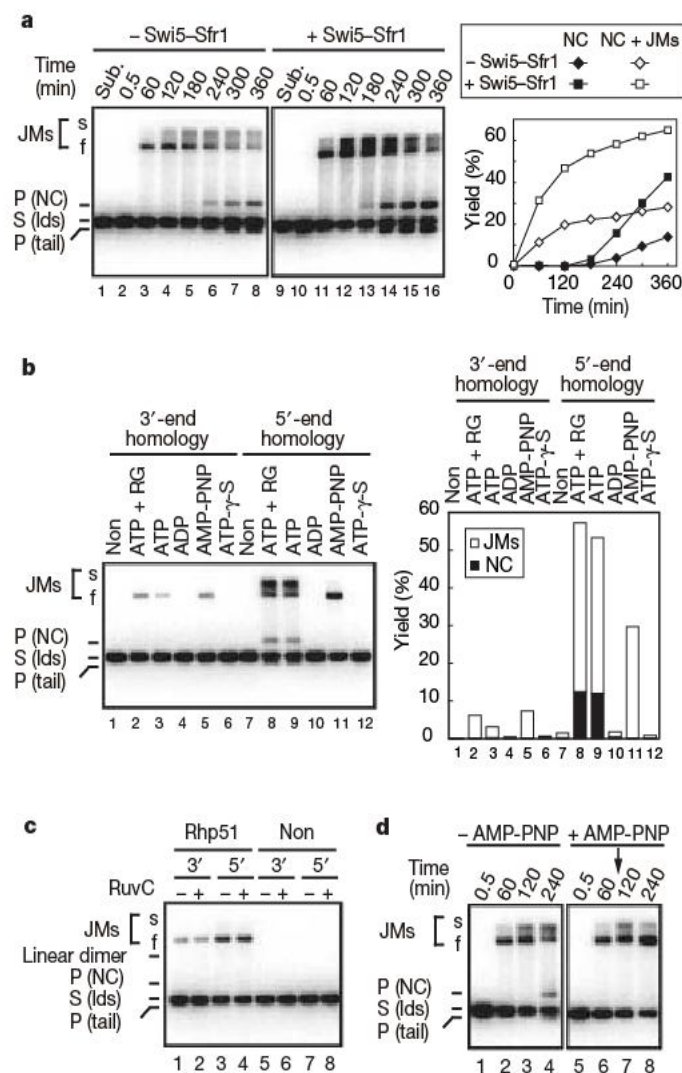 a
– Swi5–Sfr1 + Swi5–Sfr1
Time (min) Sub. 0.5 60 120 180 240 300 360 Sub. 0.5 60 120 180 240 300 360
JMs s
f
P (NC)
S (lds)
P (tail)
1 2 3 4 5 6 7 8 9 10 11 12 13 14 15 16
NC NC + JMs
– Swi5–Sfr1
+ Swi5–Sfr1
Yield (%)
60
40
20
0
0 120 240 360
Time (min)
b
3′-end homology 5′-end homology
Non ATP + RG ATP ADP AMP-PNP ATP-γ-S Non ATP + RG ATP ADP AMP-PNP ATP-γ-S
JMs s
f
P (NC)
S (lds)
P (tail)
1 2 3 4 5 6 7 8 9 10 11 12
3′-end homology 5′-end homology
Non ATP + RG ATP ADP AMP-PNP ATP-γ-S Non ATP + RG ATP ADP AMP-PNP ATP-γ-S
JMs
NC
Yield (%)
60
50
40
30
20
10
0
1 2 3 4 5 6 7 8 9 10 11 12
c
Rhp51 Non
3′ 5′ 3′ 5′
RuvC – + – + – + – +
JMs s
f
Linear dimer
P (NC)
S (lds)
P (tail)
1 2 3 4 5 6 7 8
d
– AMP-PNP + AMP-PNP
Time (min) 0.5 60 120 240 0.5 60 120 240
JMs s
f
P (NC)
S (lds)
P (tail)
1 2 3 4 5 6 7 8